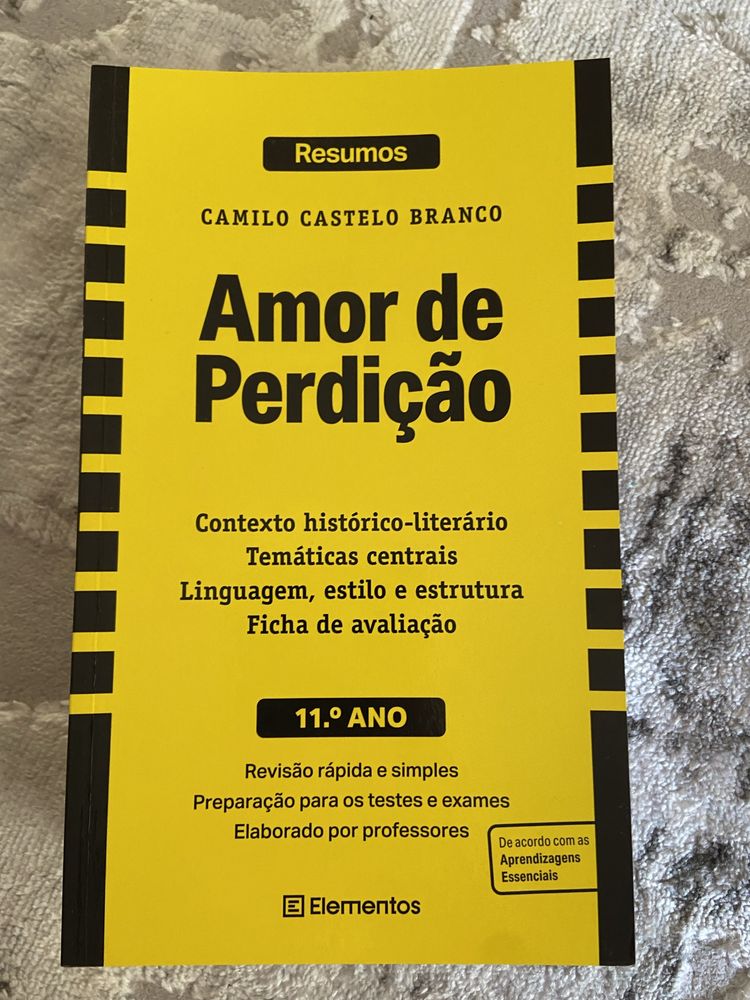 Resumos
CAMILO CASTELO BRANCO
Amor de
Perdição
Contexto histórico-literário
Temáticas centrais
Linguagem, estilo e estrutura
Ficha de avaliação
11.º ANO
Revisão rápida e simples
Preparação para os testes e exames
Elaborado por professores
De acordo com as
Aprendizagens
Essenciais
Elementos